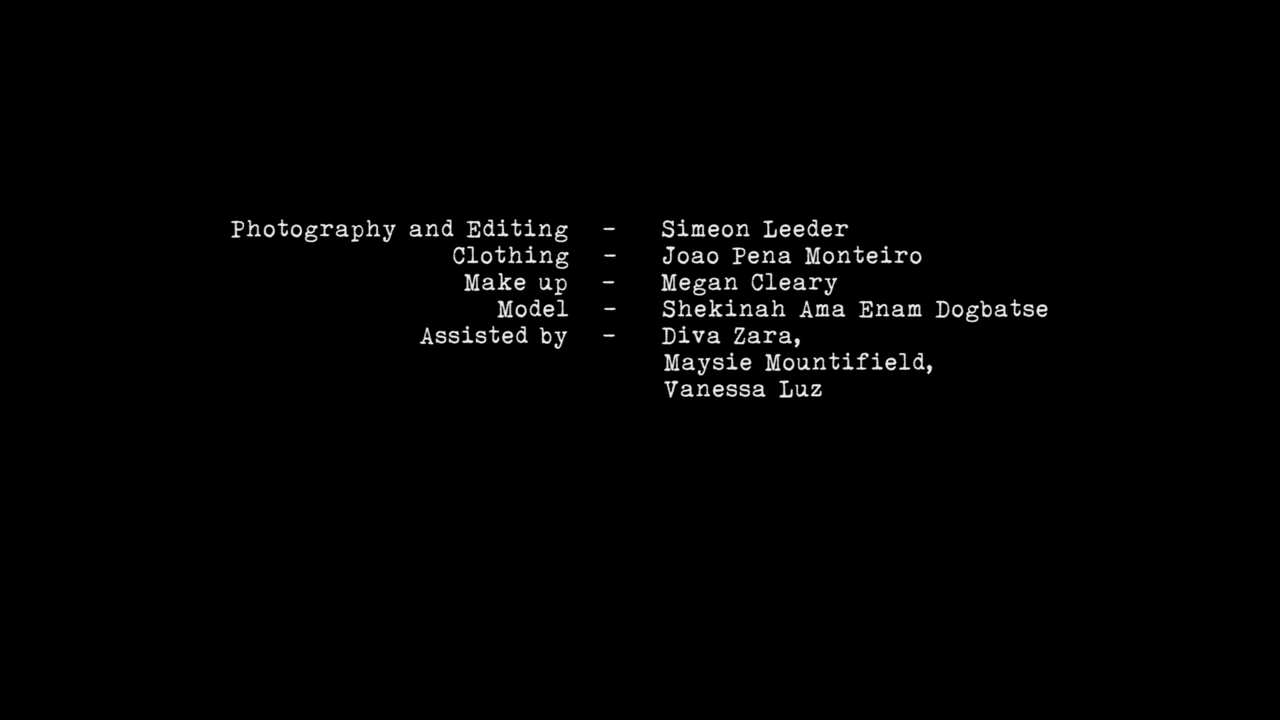 Photography and Editing - Simeon Leeder
Clothing - Joao Pena Monteiro
Make up - Megan Cleary
Model - Shekinah Ama Enam Dogbatse
Assisted by - Diva Zara,
Maysie Mountifield,
Vanessa Luz